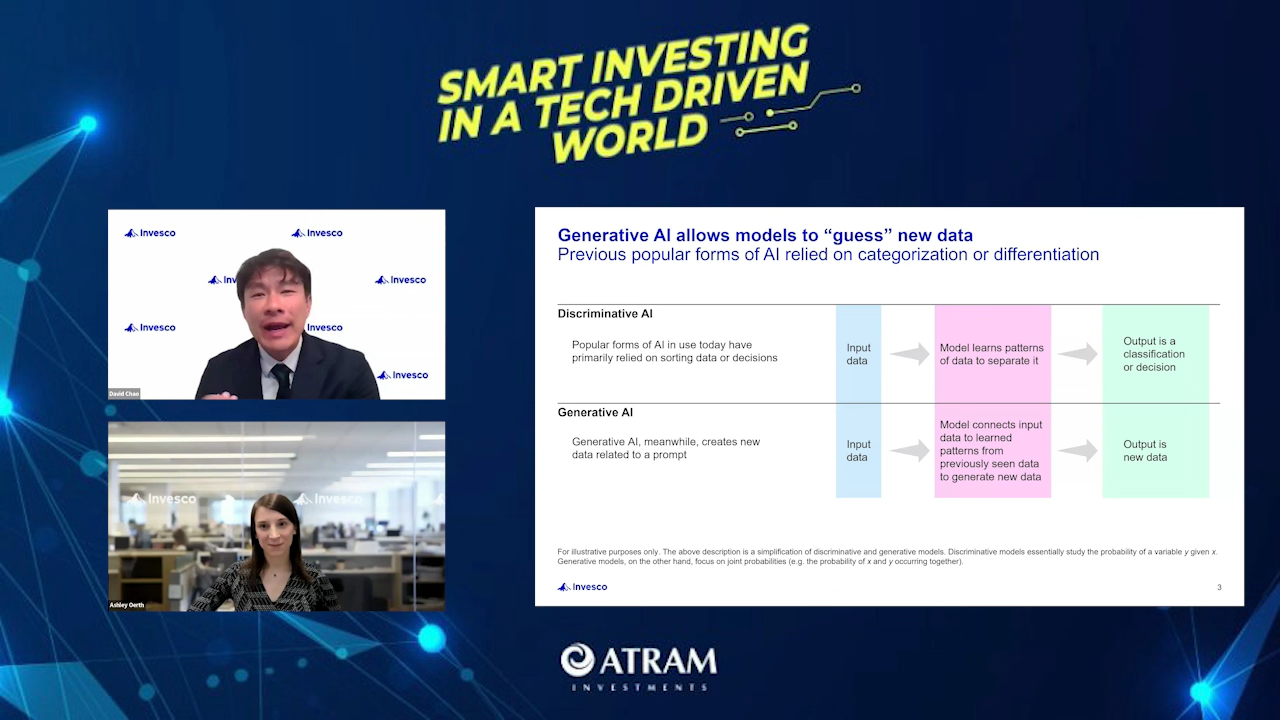 SMART INVESTING
IN A TECH DRIVEN
WORLD
Invesco
Invesco
Inv
Invesco
Invesco
Invesco
Invesco
David Chao
Invesco
Invesco
Ashley Oerth
Generative AI allows models to “guess” new data
Previous popular forms of AI relied on categorization or differentiation
Discriminative AI
Popular forms of AI in use today have
primarily relied on sorting data or decisions
Input
data
Model learns patterns
of data to separate it
Output is a
classification
or decision
Generative AI
Generative AI, meanwhile, creates new
data related to a prompt
Input
data
Model connects input
data to learned
patterns from
previously seen data
to generate new data
Output is
new data
For illustrative purposes only. The above description is a simplification of discriminative and generative models. Discriminative models essentially study the probability of a variable y given x.
Generative models, on the other hand, focus on joint probabilities (e.g. the probability of x and y occurring together).
Invesco
3
ATRAM
INVESTMENTS